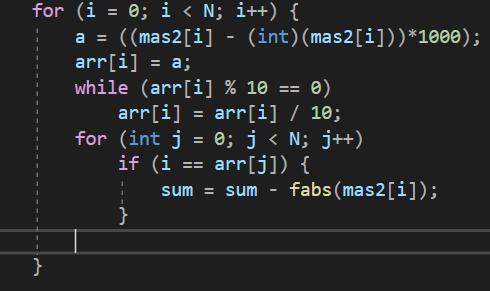 for (i = 0; i < N; i++) {
a = ((mas2[i] - (int)(mas2[i]))*1000);
arr[i] = a;
while (arr[i] % 10 == 0)
arr[i] = arr[i] / 10;
for (int j = 0; j < N; j++)
if (i == arr[j]) {
sum = sum - fabs(mas2[i]);
}
}